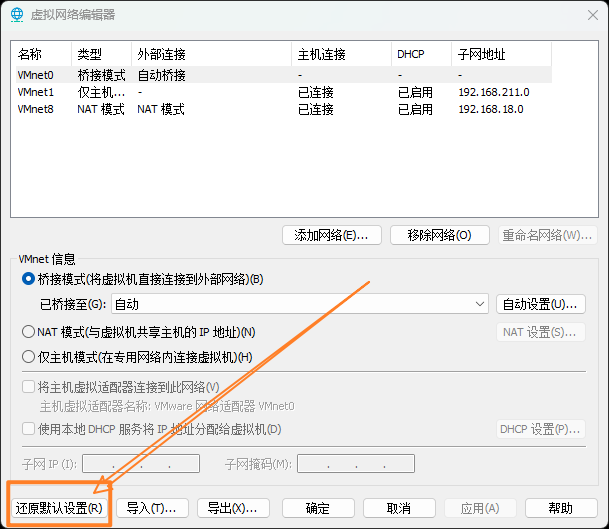 虚拟网络编辑器
名称 类型 外部连接 主机连接 DHCP 子网地址
VMnet0 桥接模式 自动桥接 - - -
VMnet1 仅主机... - 已连接 已启用 192.168.211.0
VMnet8 NAT 模式 NAT 模式 已连接 已启用 192.168.18.0
添加网络(E)... 移除网络(O) 重命名网络(W)...
VMnet 信息
桥接模式(将虚拟机直接连接到外部网络)(B)
已桥接至(G): 自动 自动设置(U)...
NAT 模式(与虚拟机共享主机的 IP 地址)(N) NAT 设置(S)...
仅主机模式(在专用网络内连接虚拟机)(H)
将主机虚拟适配器连接到此网络(V)
主机虚拟适配器名称: VMware 网络适配器 VMnet0
使用本地 DHCP 服务将 IP 地址分配给虚拟机(D) DHCP 设置(P)...
子网 IP (I): . . . 子网掩码(M): . . .
还原默认设置(R) 导入(T)... 导出(X)... 确定 取消 应用(A) 帮助